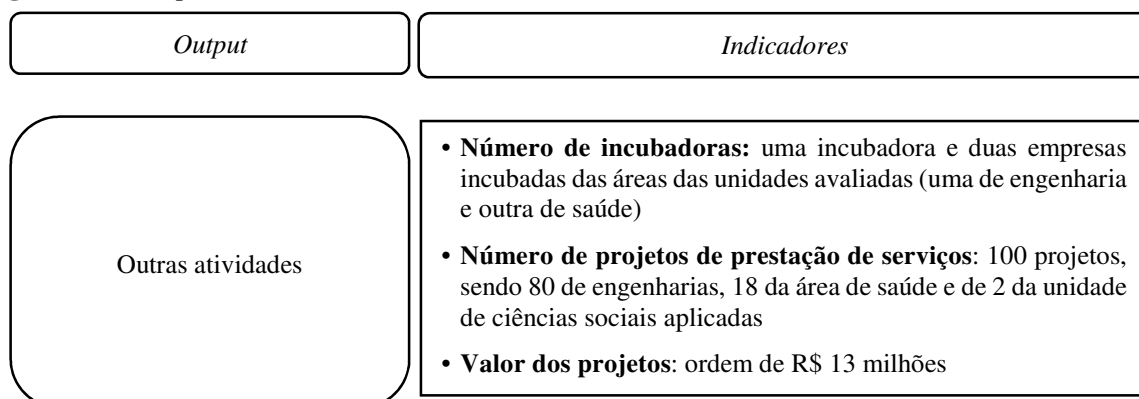 Output
Indicadores
Outras atividades
• Número de incubadoras: uma incubadora e duas empresas
incubadas das áreas das unidades avaliadas (uma de engenharia
e outra de saúde)
• Número de projetos de prestação de serviços: 100 projetos,
sendo 80 de engenharias, 18 da área de saúde e de 2 da unidade
de ciências sociais aplicadas
• Valor dos projetos: ordem de R$ 13 milhões